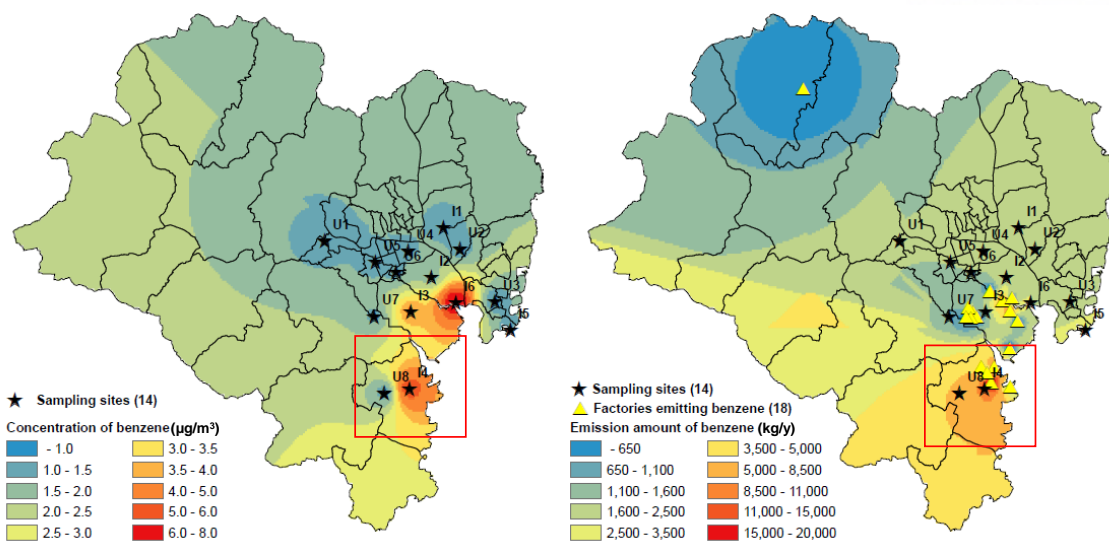 I1
U1
U4
U2
U5
U6
I2
U3
I6
U7
I3
I5
U8
I4
Sampling sites (14)
Concentration of benzene (μg/m³)
- 1.0
3.0 - 3.5
1.0 - 1.5
3.5 - 4.0
1.5 - 2.0
4.0 - 5.0
2.0 - 2.5
5.0 - 6.0
2.5 - 3.0
6.0 - 8.0
I1
U1
U4
U2
U5
U6
I2
U3
I6
U7
I3
I5
U8
I4
Sampling sites (14)
Factories emitting benzene (18)
Emission amount of benzene (kg/y)
- 650
3,500 - 5,000
650 - 1,100
5,000 - 8,500
1,100 - 1,600
8,500 - 11,000
1,600 - 2,500
11,000 - 15,000
2,500 - 3,500
15,000 - 20,000